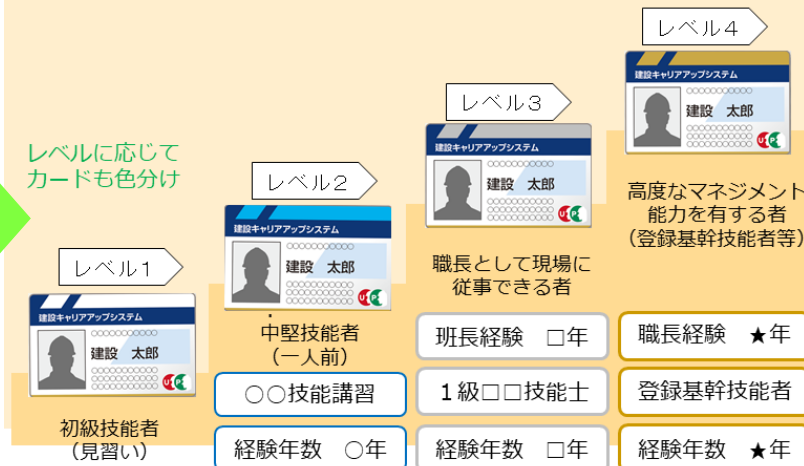 レベルに応じて
カードも色分け
レベル1
建設キャリアアップシステム
○○○○○○○○○○○
建設 太郎
初級技能者
(見習い)
レベル2
建設キャリアアップシステム
○○○○○○○○○○○
建設 太郎
中堅技能者
(一人前)
○○技能講習
経験年数 ○年
レベル3
建設キャリアアップシステム
○○○○○○○○○○○
建設 太郎
職長として現場に
従事できる者
班長経験 □年
1級□□技能士
経験年数 □年
レベル4
建設キャリアアップシステム
○○○○○○○○○○○
建設 太郎
高度なマネジメント
能力を有する者
(登録基幹技能者等)
職長経験 ★年
登録基幹技能者
経験年数 ★年